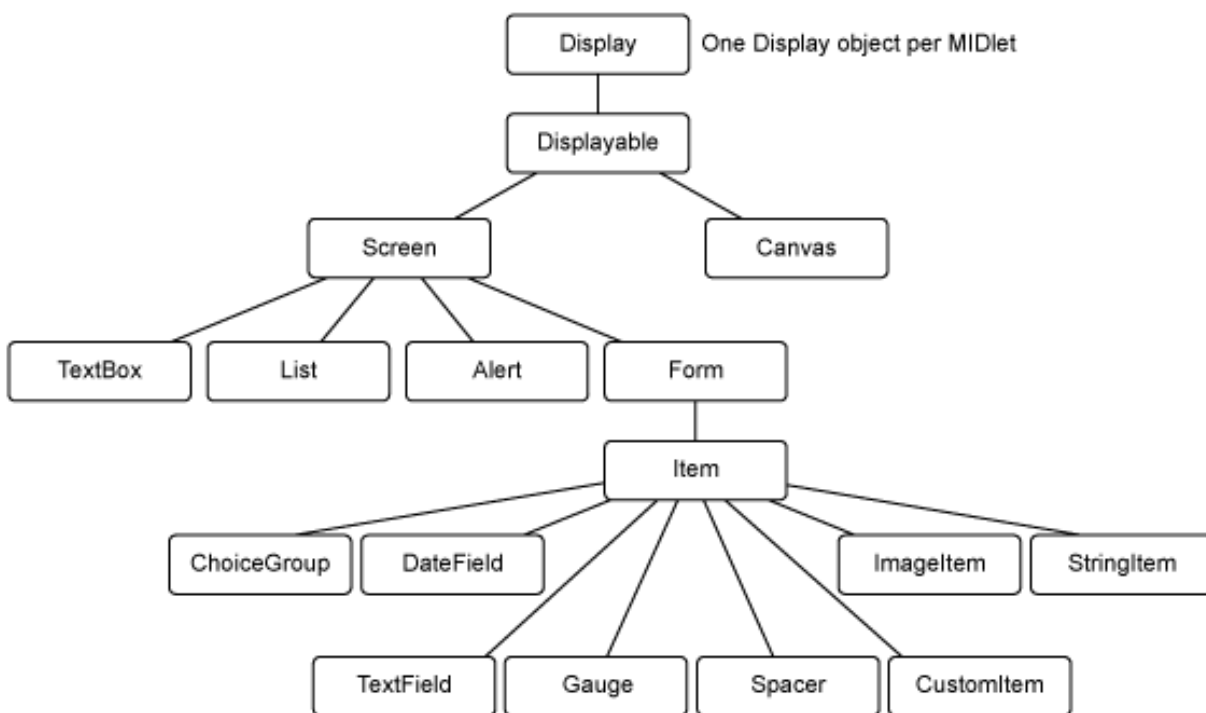 Display
One Display object per MIDlet
Displayable
Screen
Canvas
TextBox
List
Alert
Form
Item
ChoiceGroup
DateField
ImageItem
StringItem
TextField
Gauge
Spacer
CustomItem